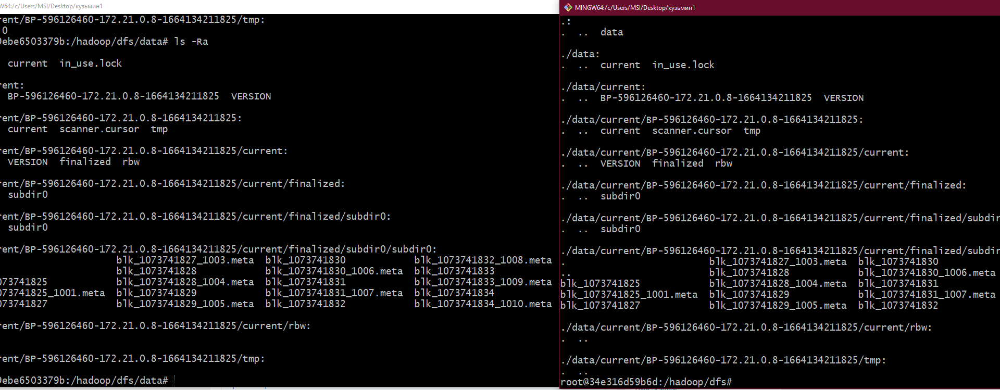 W64:/c/Users/MSI/Desktop/кузьмин1
rent/BP-596126460-172.21.0.8-1664134211825/tmp:
0
9ebe6503379b:/hadoop/dfs/data# ls -Ra
current in_use.lock
rent:
BP-596126460-172.21.0.8-1664134211825 VERSION
rent/BP-596126460-172.21.0.8-1664134211825:
current scanner.cursor tmp
rent/BP-596126460-172.21.0.8-1664134211825/current:
VERSION finalized rbw
rent/BP-596126460-172.21.0.8-1664134211825/current/finalized:
subdir0
rent/BP-596126460-172.21.0.8-1664134211825/current/finalized/subdir0:
subdir0
rent/BP-596126460-172.21.0.8-1664134211825/current/finalized/subdir0/subdir0:
blk_1073741827_1003.meta blk_1073741830 blk_1073741832_1008.meta
blk_1073741828 blk_1073741830_1006.meta blk_1073741833
073741825 blk_1073741828_1004.meta blk_1073741831 blk_1073741833_1009.meta
073741825_1001.meta blk_1073741829 blk_1073741831_1007.meta blk_1073741834
073741827 blk_1073741829_1005.meta blk_1073741832 blk_1073741834_1010.meta
rent/BP-596126460-172.21.0.8-1664134211825/current/rbw:
rent/BP-596126460-172.21.0.8-1664134211825/tmp:
9ebe6503379b:/hadoop/dfs/data#
MINGW64:/c/Users/MSI/Desktop/кузьмин1
.:
. .. data
./data:
. .. current in_use.lock
./data/current:
. .. BP-596126460-172.21.0.8-1664134211825 VERSION
./data/current/BP-596126460-172.21.0.8-1664134211825:
. .. current scanner.cursor tmp
./data/current/BP-596126460-172.21.0.8-1664134211825/current:
. .. VERSION finalized rbw
./data/current/BP-596126460-172.21.0.8-1664134211825/current/finalized:
. .. subdir0
./data/current/BP-596126460-172.21.0.8-1664134211825/current/finalized/subdir
. .. subdir0
./data/current/BP-596126460-172.21.0.8-1664134211825/current/finalized/subdir
. blk_1073741827_1003.meta blk_1073741830
.. blk_1073741828 blk_1073741830_1006.meta
blk_1073741825 blk_1073741828_1004.meta blk_1073741831
blk_1073741825_1001.meta blk_1073741829 blk_1073741831_1007.meta
blk_1073741827 blk_1073741829_1005.meta blk_1073741832
./data/current/BP-596126460-172.21.0.8-1664134211825/current/rbw:
. ..
./data/current/BP-596126460-172.21.0.8-1664134211825/tmp:
. ..
root@34e316d59b6d:/hadoop/dfs#